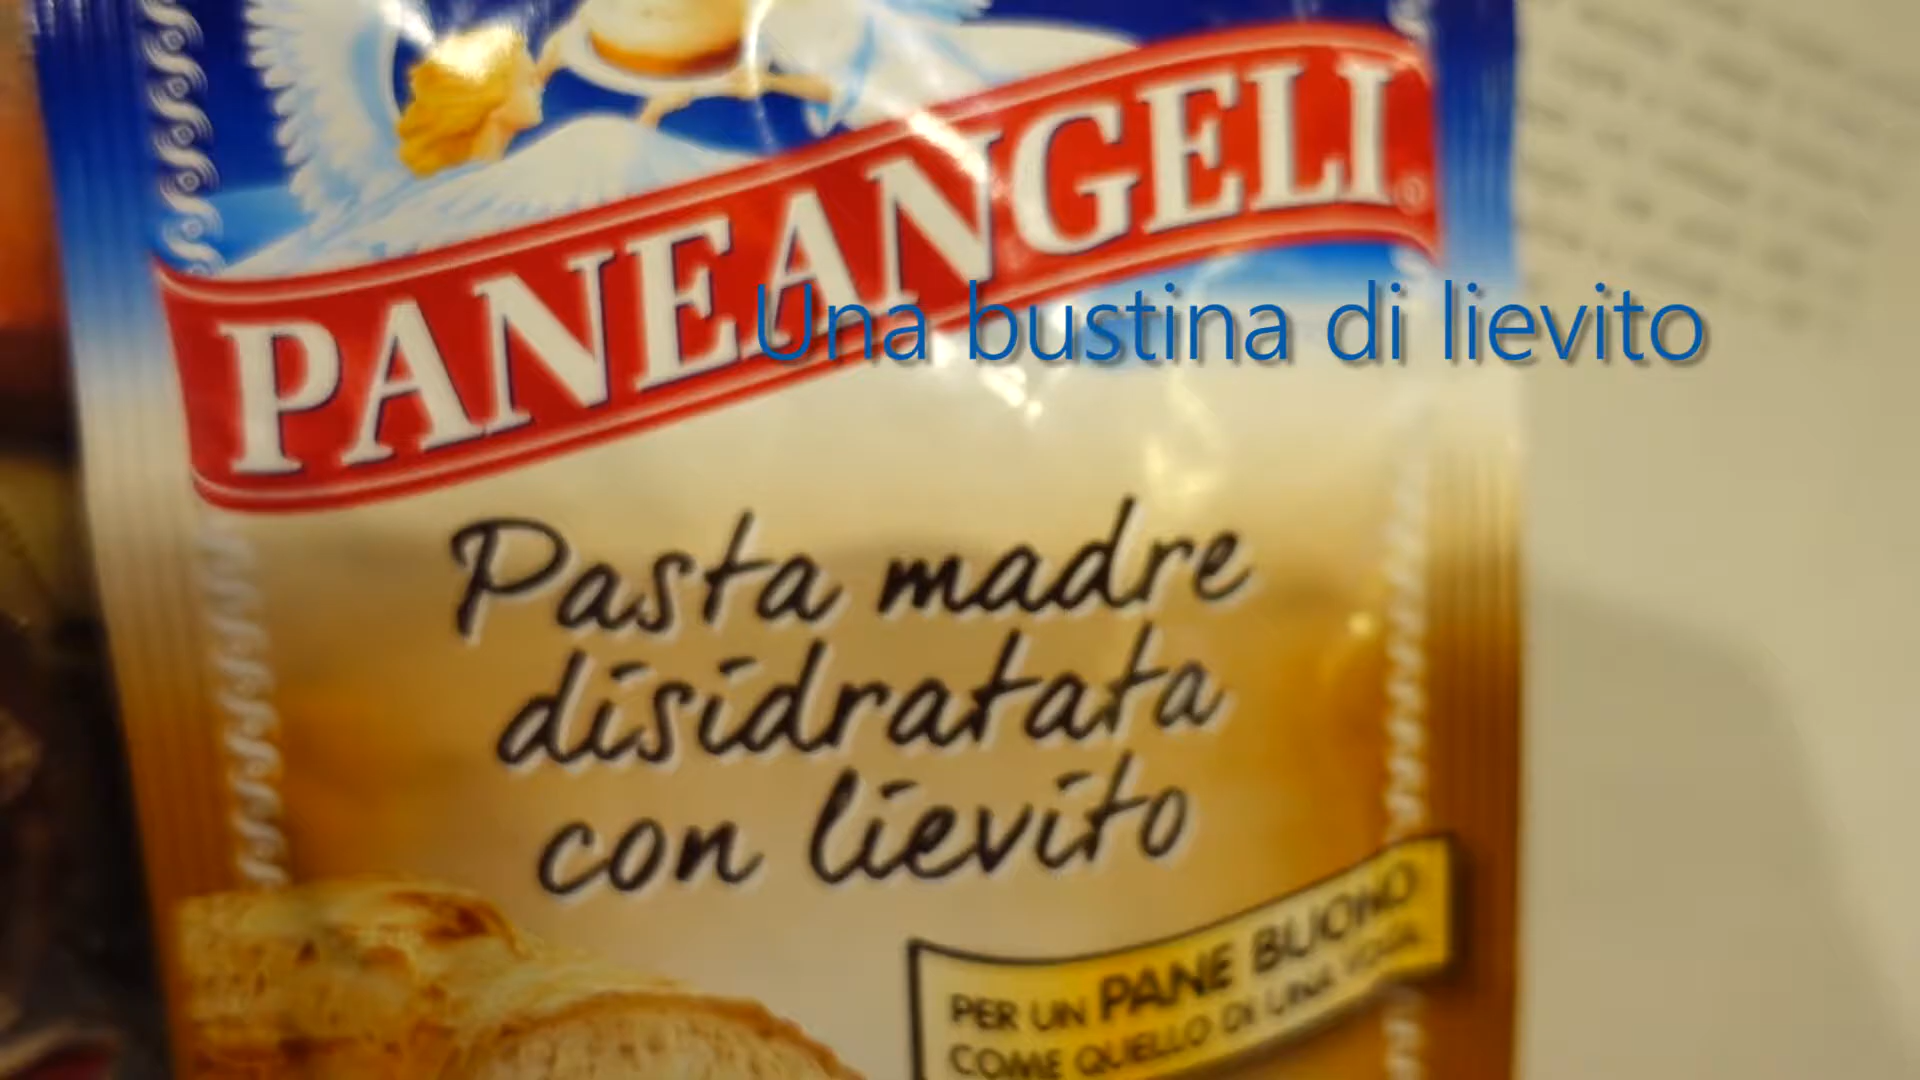 PANEANGELI
Una bustina di lievito
Pasta madre
disidratata
con lievito
PER UN PANE BUONO
COME QUELLO DI UNA VOLTA